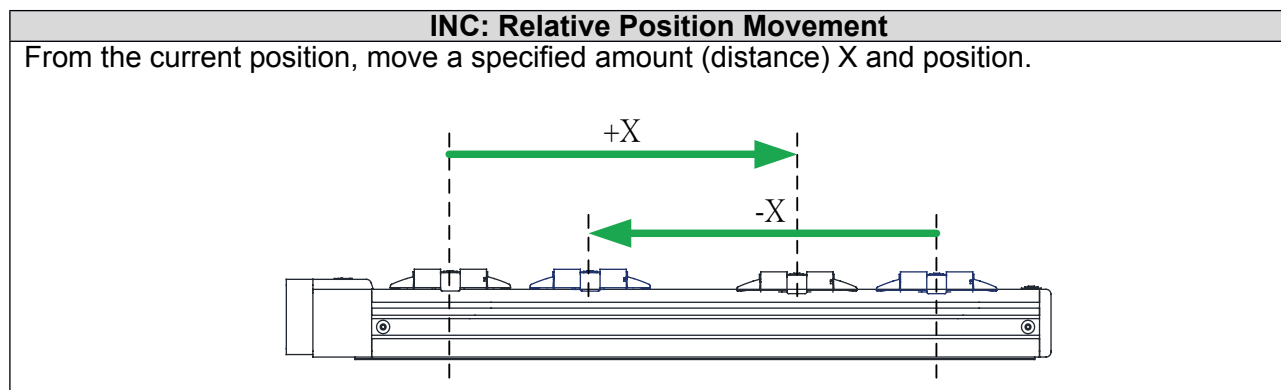 INC: Relative Position Movement
From the current position, move a specified amount (distance) X and position.
+X
-X